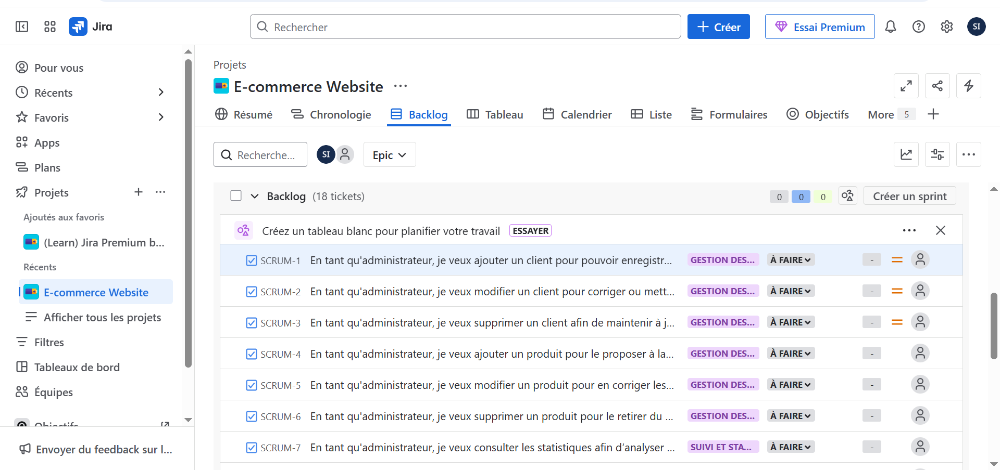 Jira
Rechercher
Créer
Essai Premium
SI
Pour vous
Récents
Favoris
Apps
Plans
Projets
Ajoutés aux favoris
(Learn) Jira Premium b...
Récents
E-commerce Website
Afficher tous les projets
Filtres
Tableaux de bord
Équipes
Objectifs
Envoyer du feedback sur l...
Projets
E-commerce Website
Résumé Chronologie Backlog Tableau Calendrier Liste Formulaires Objectifs More 5
Recherche... SI Epic
Backlog (18 tickets) 0 0 0 Créer un sprint
Créez un tableau blanc pour planifier votre travail ESSAYER
SCRUM-1 En tant qu'administrateur, je veux ajouter un client pour pouvoir enregistr... GESTION DES... À FAIRE -
SCRUM-2 En tant qu'administrateur, je veux modifier un client pour corriger ou mett... GESTION DES... À FAIRE -
SCRUM-3 En tant qu'administrateur, je veux supprimer un client afin de maintenir à j... GESTION DES... À FAIRE -
SCRUM-4 En tant qu'administrateur, je veux ajouter un produit pour le proposer à la... GESTION DES... À FAIRE -
SCRUM-5 En tant qu'administrateur, je veux modifier un produit pour en corriger les... GESTION DES... À FAIRE -
SCRUM-6 En tant qu'administrateur, je veux supprimer un produit pour le retirer du ... GESTION DES... À FAIRE -
SCRUM-7 En tant qu'administrateur, je veux consulter les statistiques afin d’analyser ... SUIVI ET STA... À FAIRE -